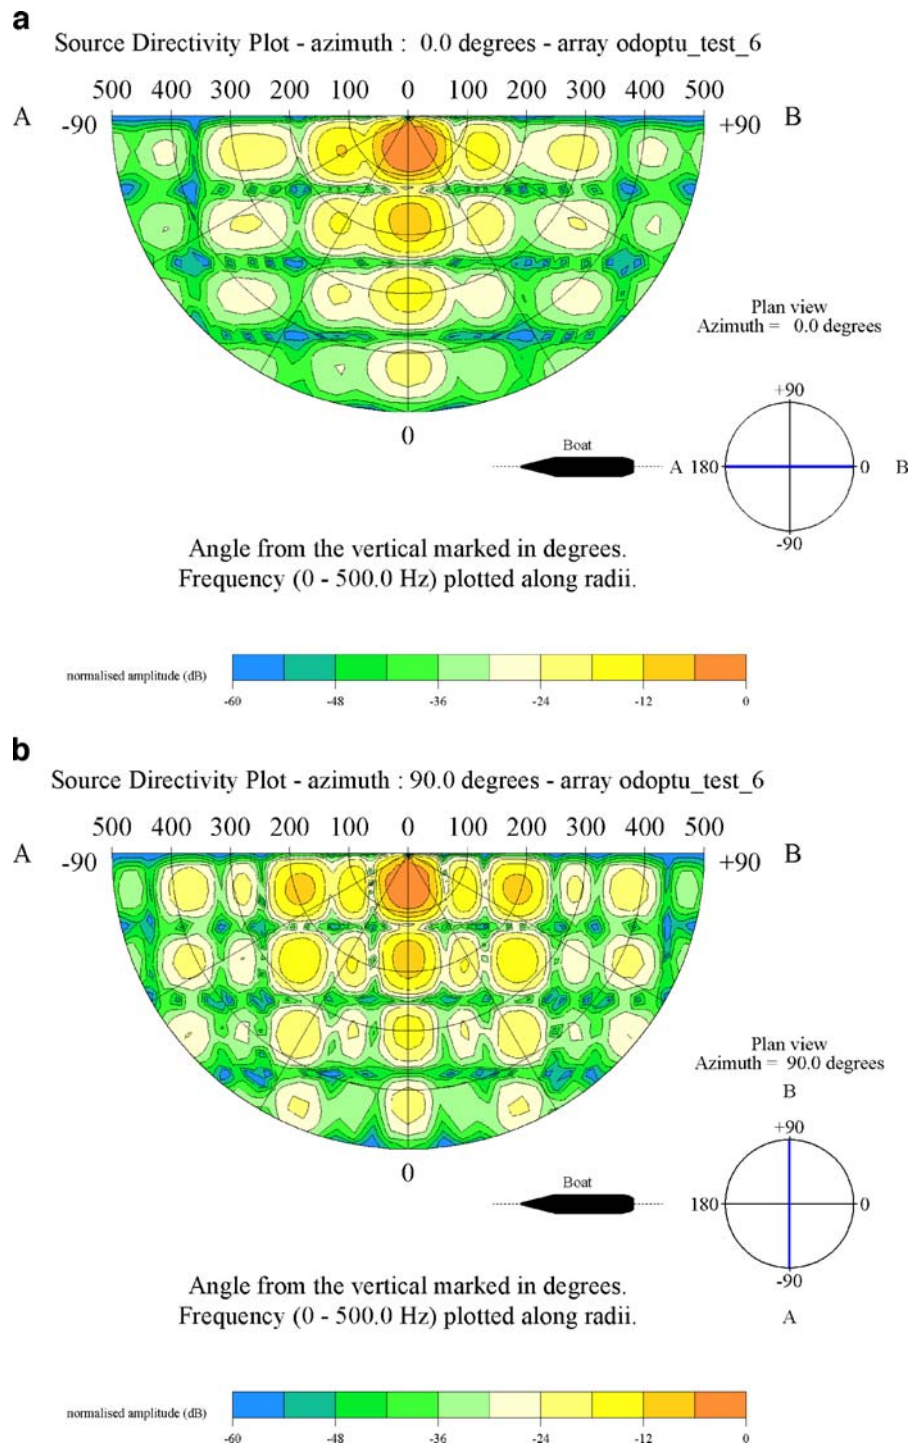 a
Source Directivity Plot - azimuth : 0.0 degrees - array odoptu_test_6
500 400 300 200 100 0 100 200 300 400 500
A -90 +90 B
Plan view
Azimuth = 0.0 degrees
+90
0
Boat
A 180 0 B
-90
Angle from the vertical marked in degrees.
Frequency (0 - 500.0 Hz) plotted along radii.
normalised amplitude (dB)
-60 -48 -36 -24 -12 0
b
Source Directivity Plot - azimuth : 90.0 degrees - array odoptu_test_6
500 400 300 200 100 0 100 200 300 400 500
A -90 +90 B
Plan view
Azimuth = 90.0 degrees
B
+90
0
Boat
180 0
-90
Angle from the vertical marked in degrees.
Frequency (0 - 500.0 Hz) plotted along radii.
A
normalised amplitude (dB)
-60 -48 -36 -24 -12 0